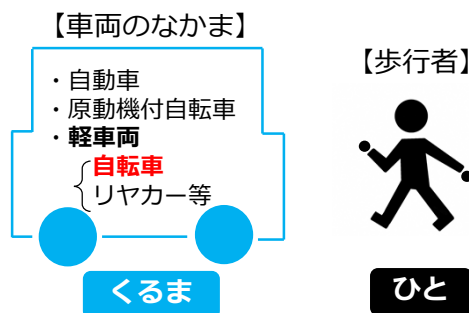 【車両のなかま】
・自動車
・原動機付自転車
・軽車両
自転車
リヤカー等
くるま
【歩行者】
ひと